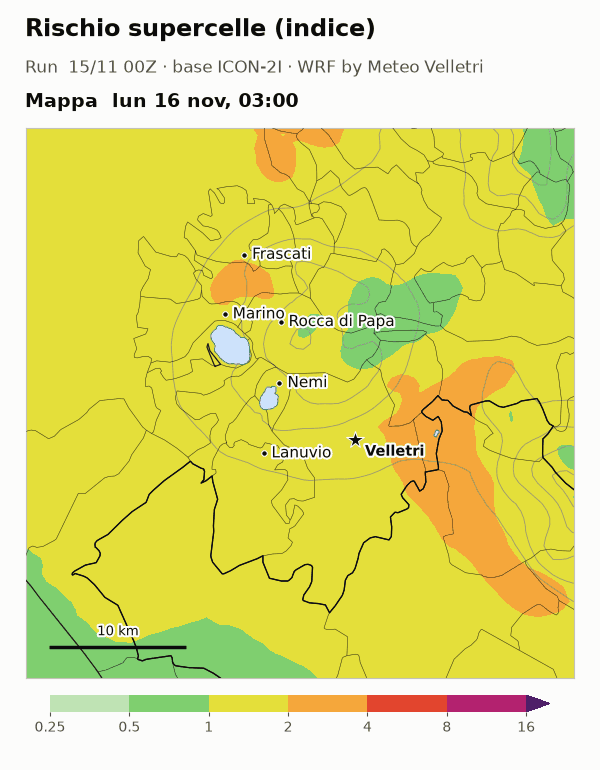 Rischio supercelle (indice)
Run  15/11 00Z · base ICON-2I · WRF by Meteo Velletri
Mappa  lun 16 nov, 03:00
Frascati
Marino
Rocca di Papa
Nemi
Velletri
Lanuvio
10 km
0.25 0.5 1 2 4 8 16